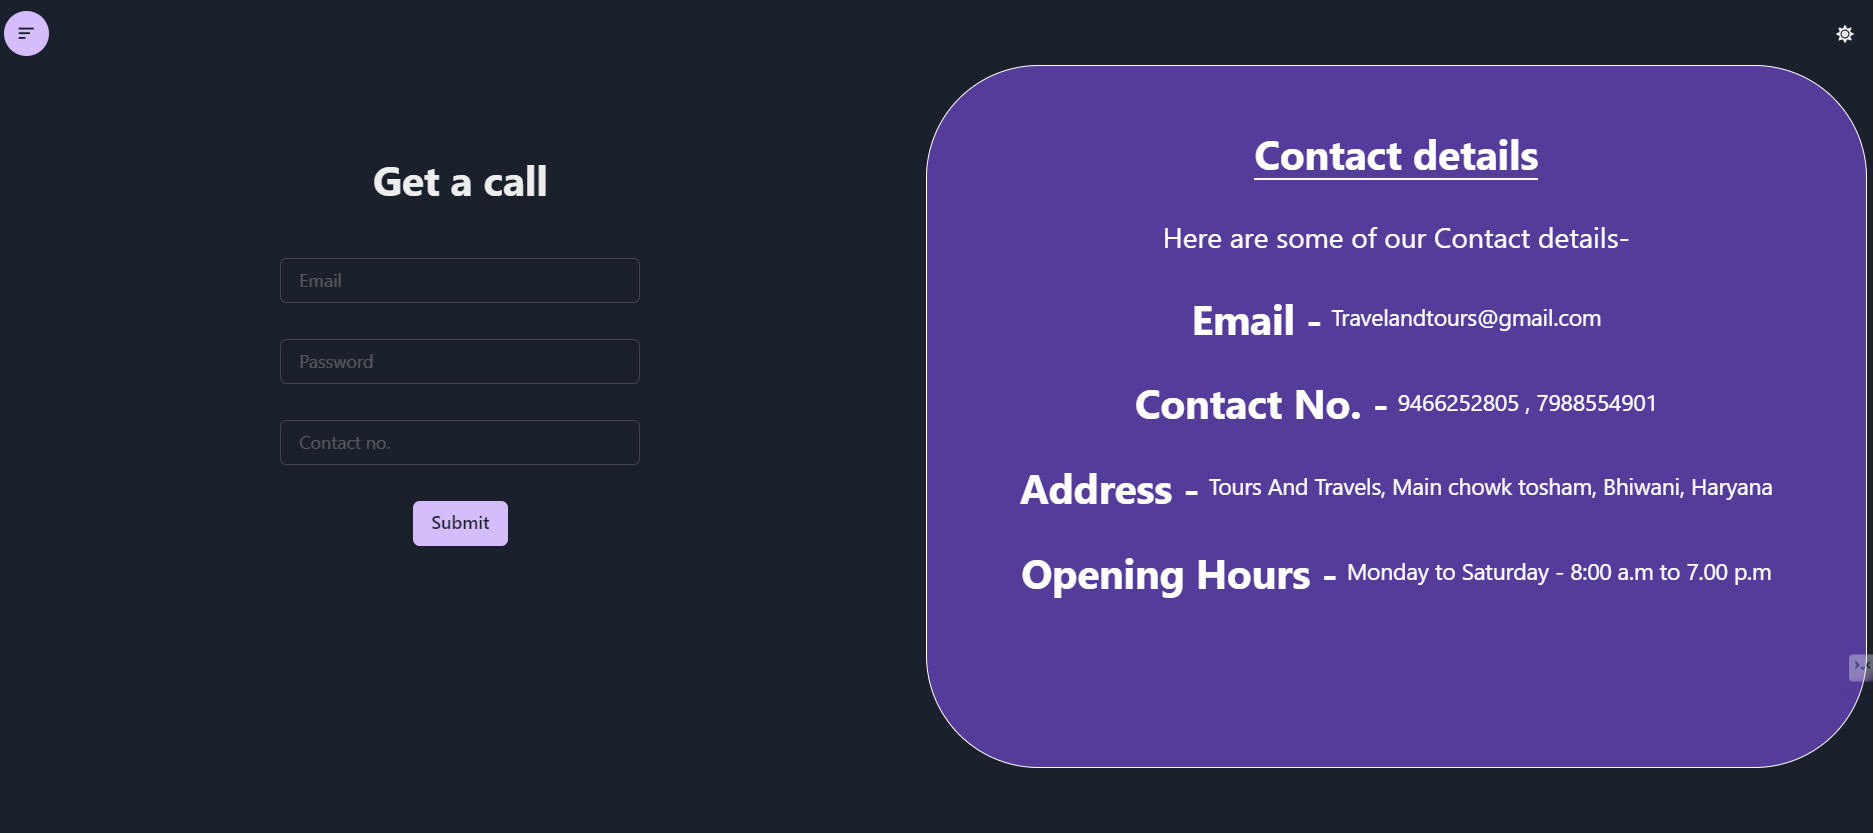 Get a call
Email
Password
Contact no.
Submit
Contact details
Here are some of our Contact details-
Email - Travelandtours@gmail.com
Contact No. - 9466252805 , 7988554901
Address - Tours And Travels, Main chowk tosham, Bhiwani, Haryana
Opening Hours - Monday to Saturday - 8:00 a.m to 7.00 p.m